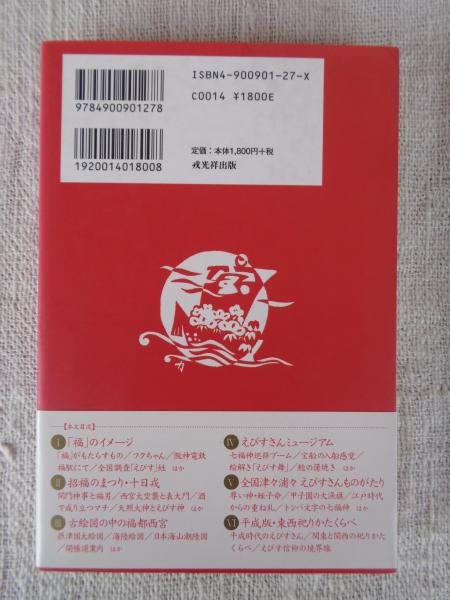 ISBN4-900901-27-X
C0014 ¥1800E
9784900901278
定価：本体1,800円+税
戎光祥出版
1920014018008
宝
【本文目次】
I 「福」のイメージ
「福」がもたらすもの／フクちゃん／阪神電鉄
福駅にて／全国調査「えびす」社 ほか
II 招福のまつり・十日戎
開門神事と福男／西宮大空襲と表大門／酒
で成り立つマチ／天照大神とえびす神 ほか
III 古絵図の中の福都西宮
摂津国大絵図／海陸絵図／日本海山潮陸図
／開帳道案内 ほか
IV えびすさんミュージアム
七福神巡拝ブーム／宝船の入船感覚／
絵解き「えびす舞」／鯰の蒲焼き ほか
V 全国津々浦々えびすさんものがたり
尊い神・蛭子命／甲子園の大漁旗／江戸時代
からの重ね札／トンパ文字の七福神 ほか
VI 平成版・東西祀りかたくらべ
平成時代のえびすさん／関東と関西の祀りかた
くらべ／えびす信仰の境界線